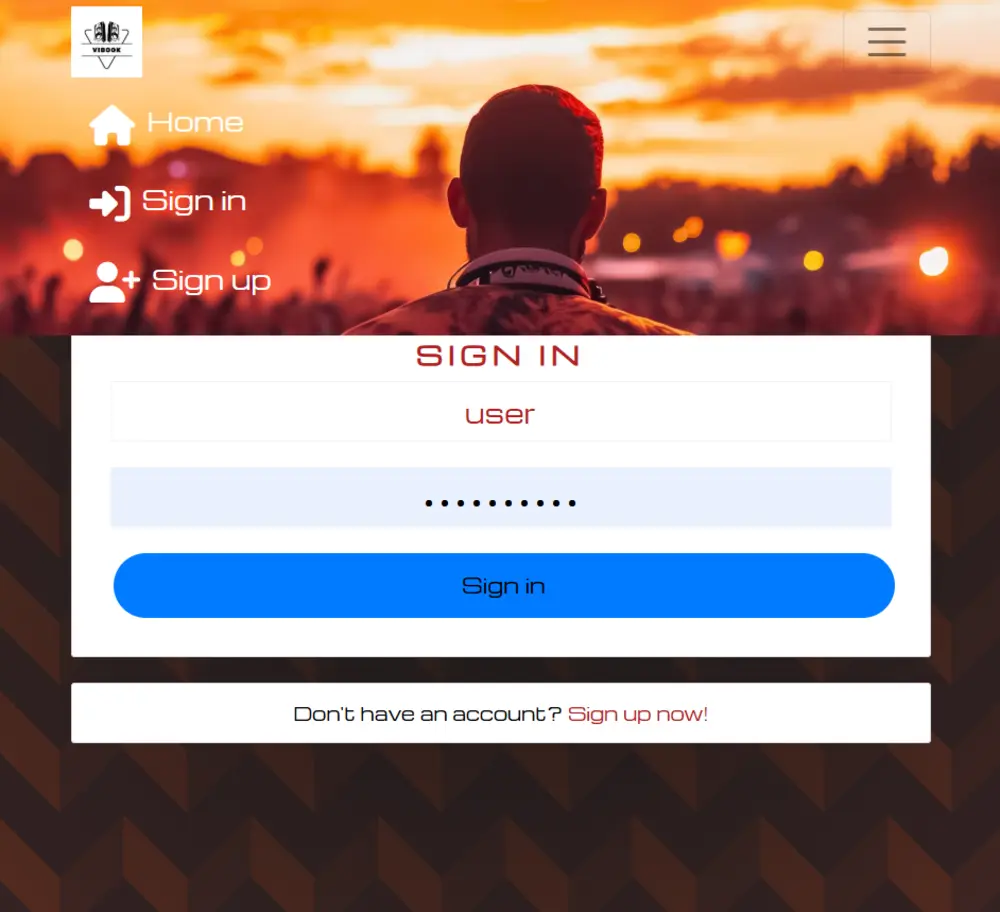 VIBOOK
Home
Sign in
Sign up
SIGN IN
user
••••••••••
Sign in
Don't have an account? Sign up now!